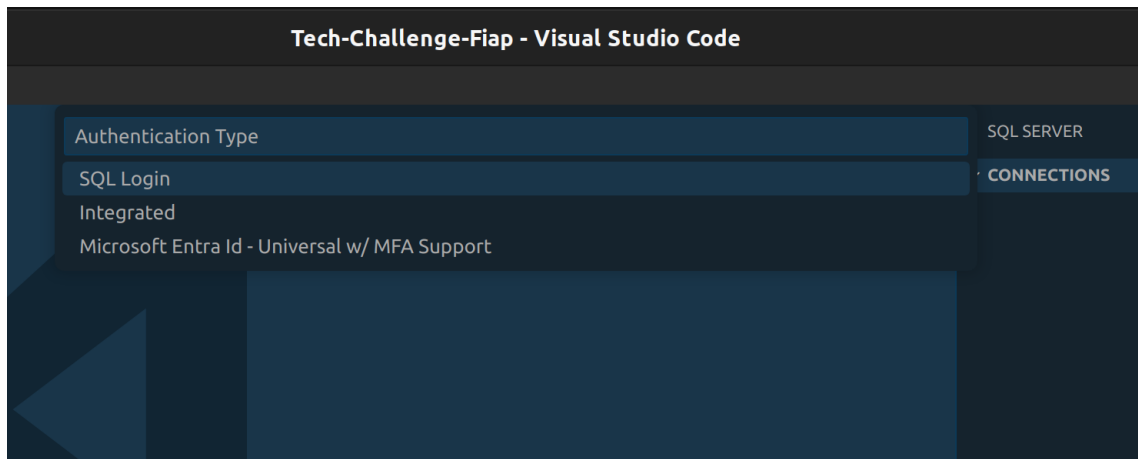 Tech-Challenge-Fiap - Visual Studio Code
Authentication Type
SQL Login
Integrated
Microsoft Entra Id - Universal w/ MFA Support
SQL SERVER
CONNECTIONS